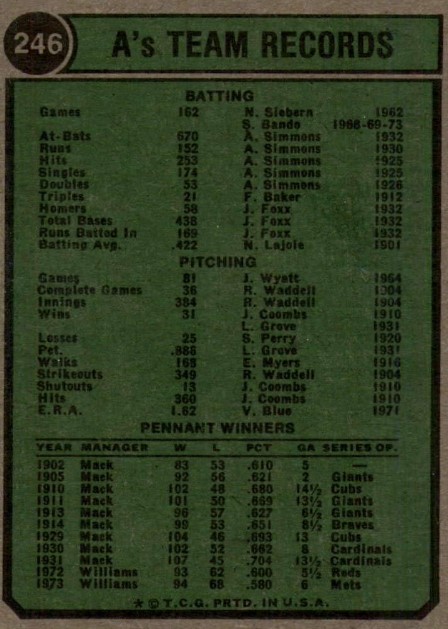 246
A's TEAM RECORDS
BATTING
Games 162 N. Siebern 1962
S. Bando 1968-69-73
At-Bats 670 A. Simmons 1932
Runs 152 A. Simmons 1930
Hits 253 A. Simmons 1925
Singles 174 A. Simmons 1925
Doubles 53 A. Simmons 1926
Triples 21 F. Baker 1912
Homers 58 J. Foxx 1932
Total Bases 438 J. Foxx 1932
Runs Batted In 169 J. Foxx 1932
Batting Avg. .422 N. Lajoie 1901
PITCHING
Games 81 J. Wyatt 1964
Complete Games 36 R. Waddell 1904
Innings 384 R. Waddell 1904
Wins 31 J. Coombs 1910
L. Grove 1931
Losses 25 S. Perry 1920
Pct. .886 L. Grove 1931
Walks 168 E. Myers 1916
Strikeouts 349 R. Waddell 1904
Shutouts 13 J. Coombs 1910
Hits 360 J. Coombs 1910
E.R.A. 1.82 V. Blue 1971
PENNANT WINNERS
YEAR MANAGER W L PCT GA SERIES OP.
1902 Mack 83 53 .610 5 —
1905 Mack 92 56 .621 2 Giants
1910 Mack 102 48 .680 14½ Cubs
1911 Mack 101 50 .669 13½ Giants
1913 Mack 96 57 .627 6½ Giants
1914 Mack 99 53 .651 8½ Braves
1929 Mack 104 46 .693 13 Cubs
1930 Mack 102 52 .662 8 Cardinals
1931 Mack 107 45 .704 13½ Cardinals
1972 Williams 93 62 .600 5½ Reds
1973 Williams 94 68 .580 6 Mets
★ © T.C.G. PRTD. IN U.S.A.